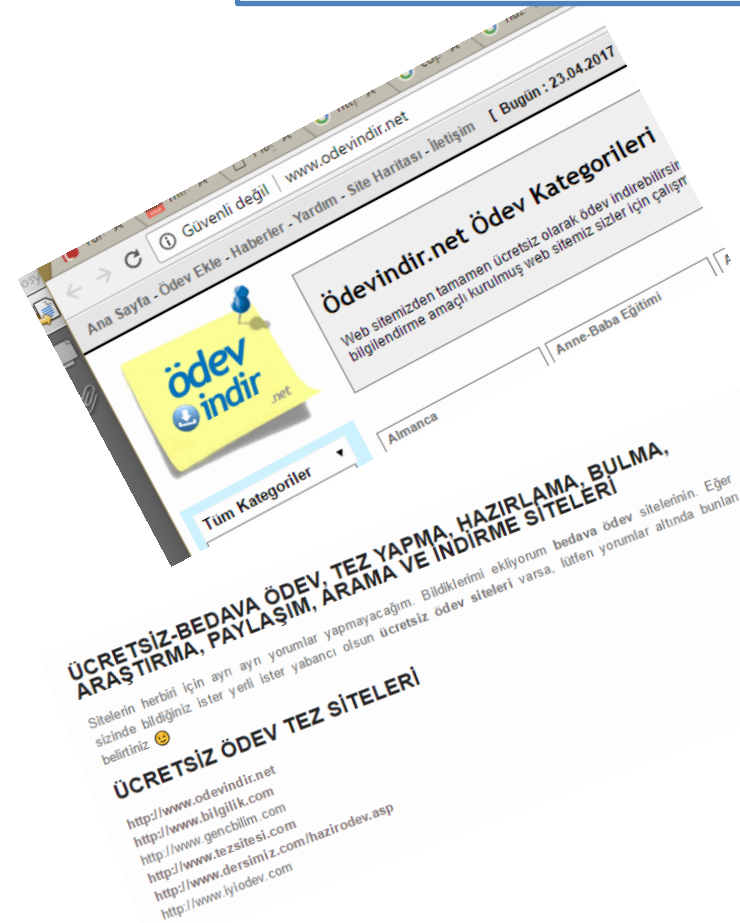 Güvenli değil | www.odevindir.net
Ana Sayfa - Ödev Ekle - Haberler - Yardım - Site Haritası - İletişim [ Bugün : 23.04.2017
ödev
indir
.net
Ödevindir.net Ödev Kategorileri
Web sitemizden tamamen ücretsiz olarak ödev indirebilirsin
bilgilendirme amaçlı kurulmuş web sitemiz sizler için çalışm
Tüm Kategoriler
Almanca
Anne-Baba Eğitimi
ÜCRETSİZ-BEDAVA ÖDEV, TEZ YAPMA, HAZIRLAMA, BULMA,
ARAŞTIRMA, PAYLAŞIM, ARAMA VE İNDİRME SİTELERİ
Sitelerin herbiri için ayrı ayrı yorumlar yapmayacağım. Bildiklerimi ekliyorum bedava ödev sitelerinin. Eğer
sizinde bildiğiniz ister yerli ister yabancı olsun ücretsiz ödev siteleri varsa, lütfen yorumlar altında bunları
belirtiniz 😉
ÜCRETSİZ ÖDEV TEZ SİTELERİ
http://www.odevindir.net
http://www.bilgilik.com
http://www.gencbilim.com
http://www.tezsitesi.com
http://www.dersimiz.com/hazirodev.asp
http://www.iyiodev.com